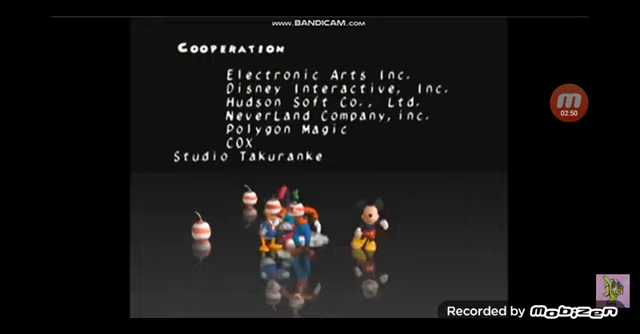 WWW.BANDICAM.COM
COOPERATION
Electronic Arts Inc.
Disney Interactive, Inc.
Hudson Soft Co., Ltd.
NeverLand Company, inc.
Polygon Magic
COX
Studio Takuranke
02:50
Recorded by mobizen